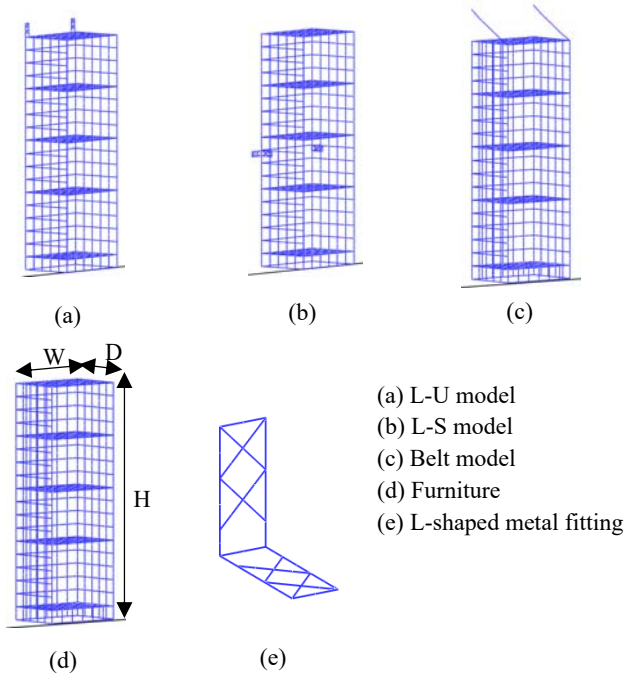 (a)
(b)
(c)
W
D
H
(d)
(e)
(a) L-U model
(b) L-S model
(c) Belt model
(d) Furniture
(e) L-shaped metal fitting